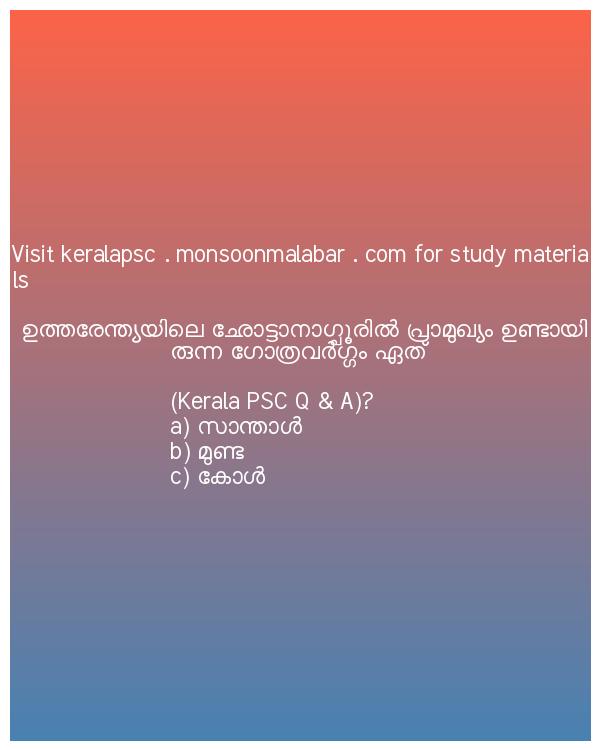 Visit keralapsc . monsoonmalabar . com for study materia
ls
ഉത്തരേന്ത്യയിലെ ഛോട്ടാനാഗ്പൂരിൽ പ്രാമുഖ്യം ഉണ്ടായി
രുന്ന ഗോത്രവർഗ്ഗം ഏത്
(Kerala PSC Q & A)?
a) സാന്താൾ
b) മുണ്ട
c) കോൾ